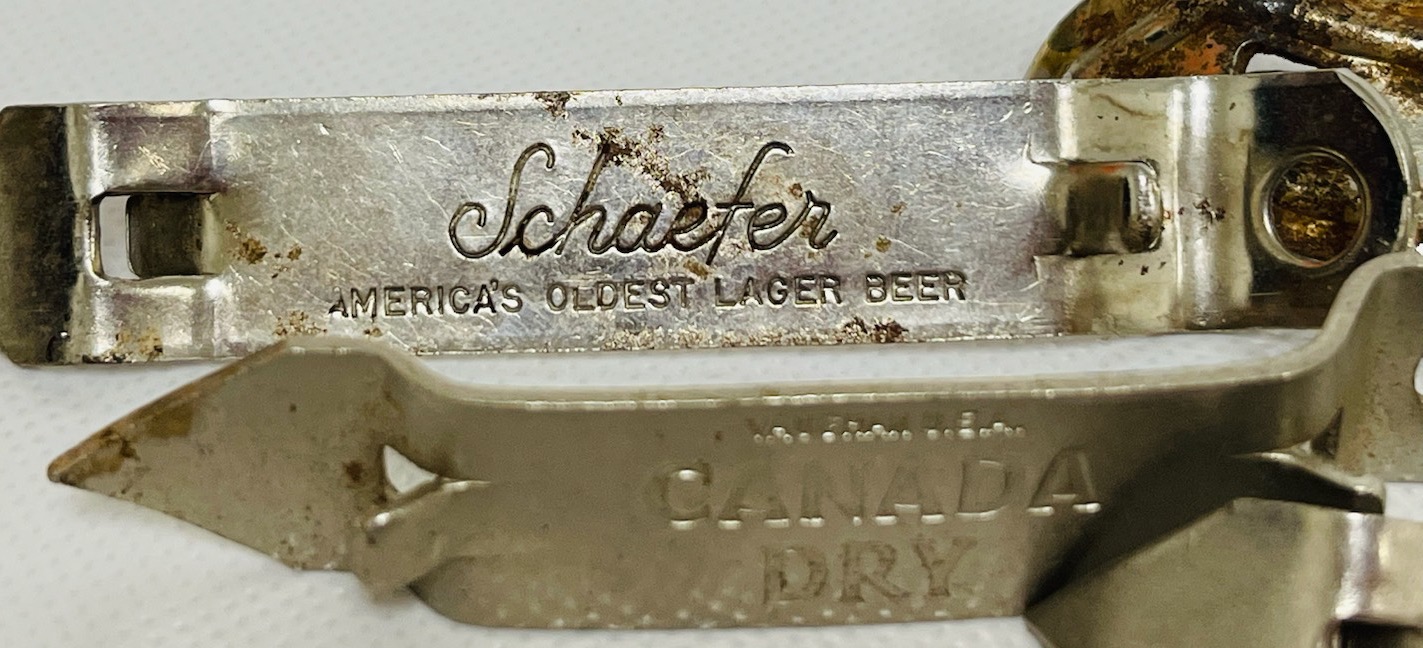 Schaefer
AMERICA'S OLDEST LAGER BEER
CANADA
DRY